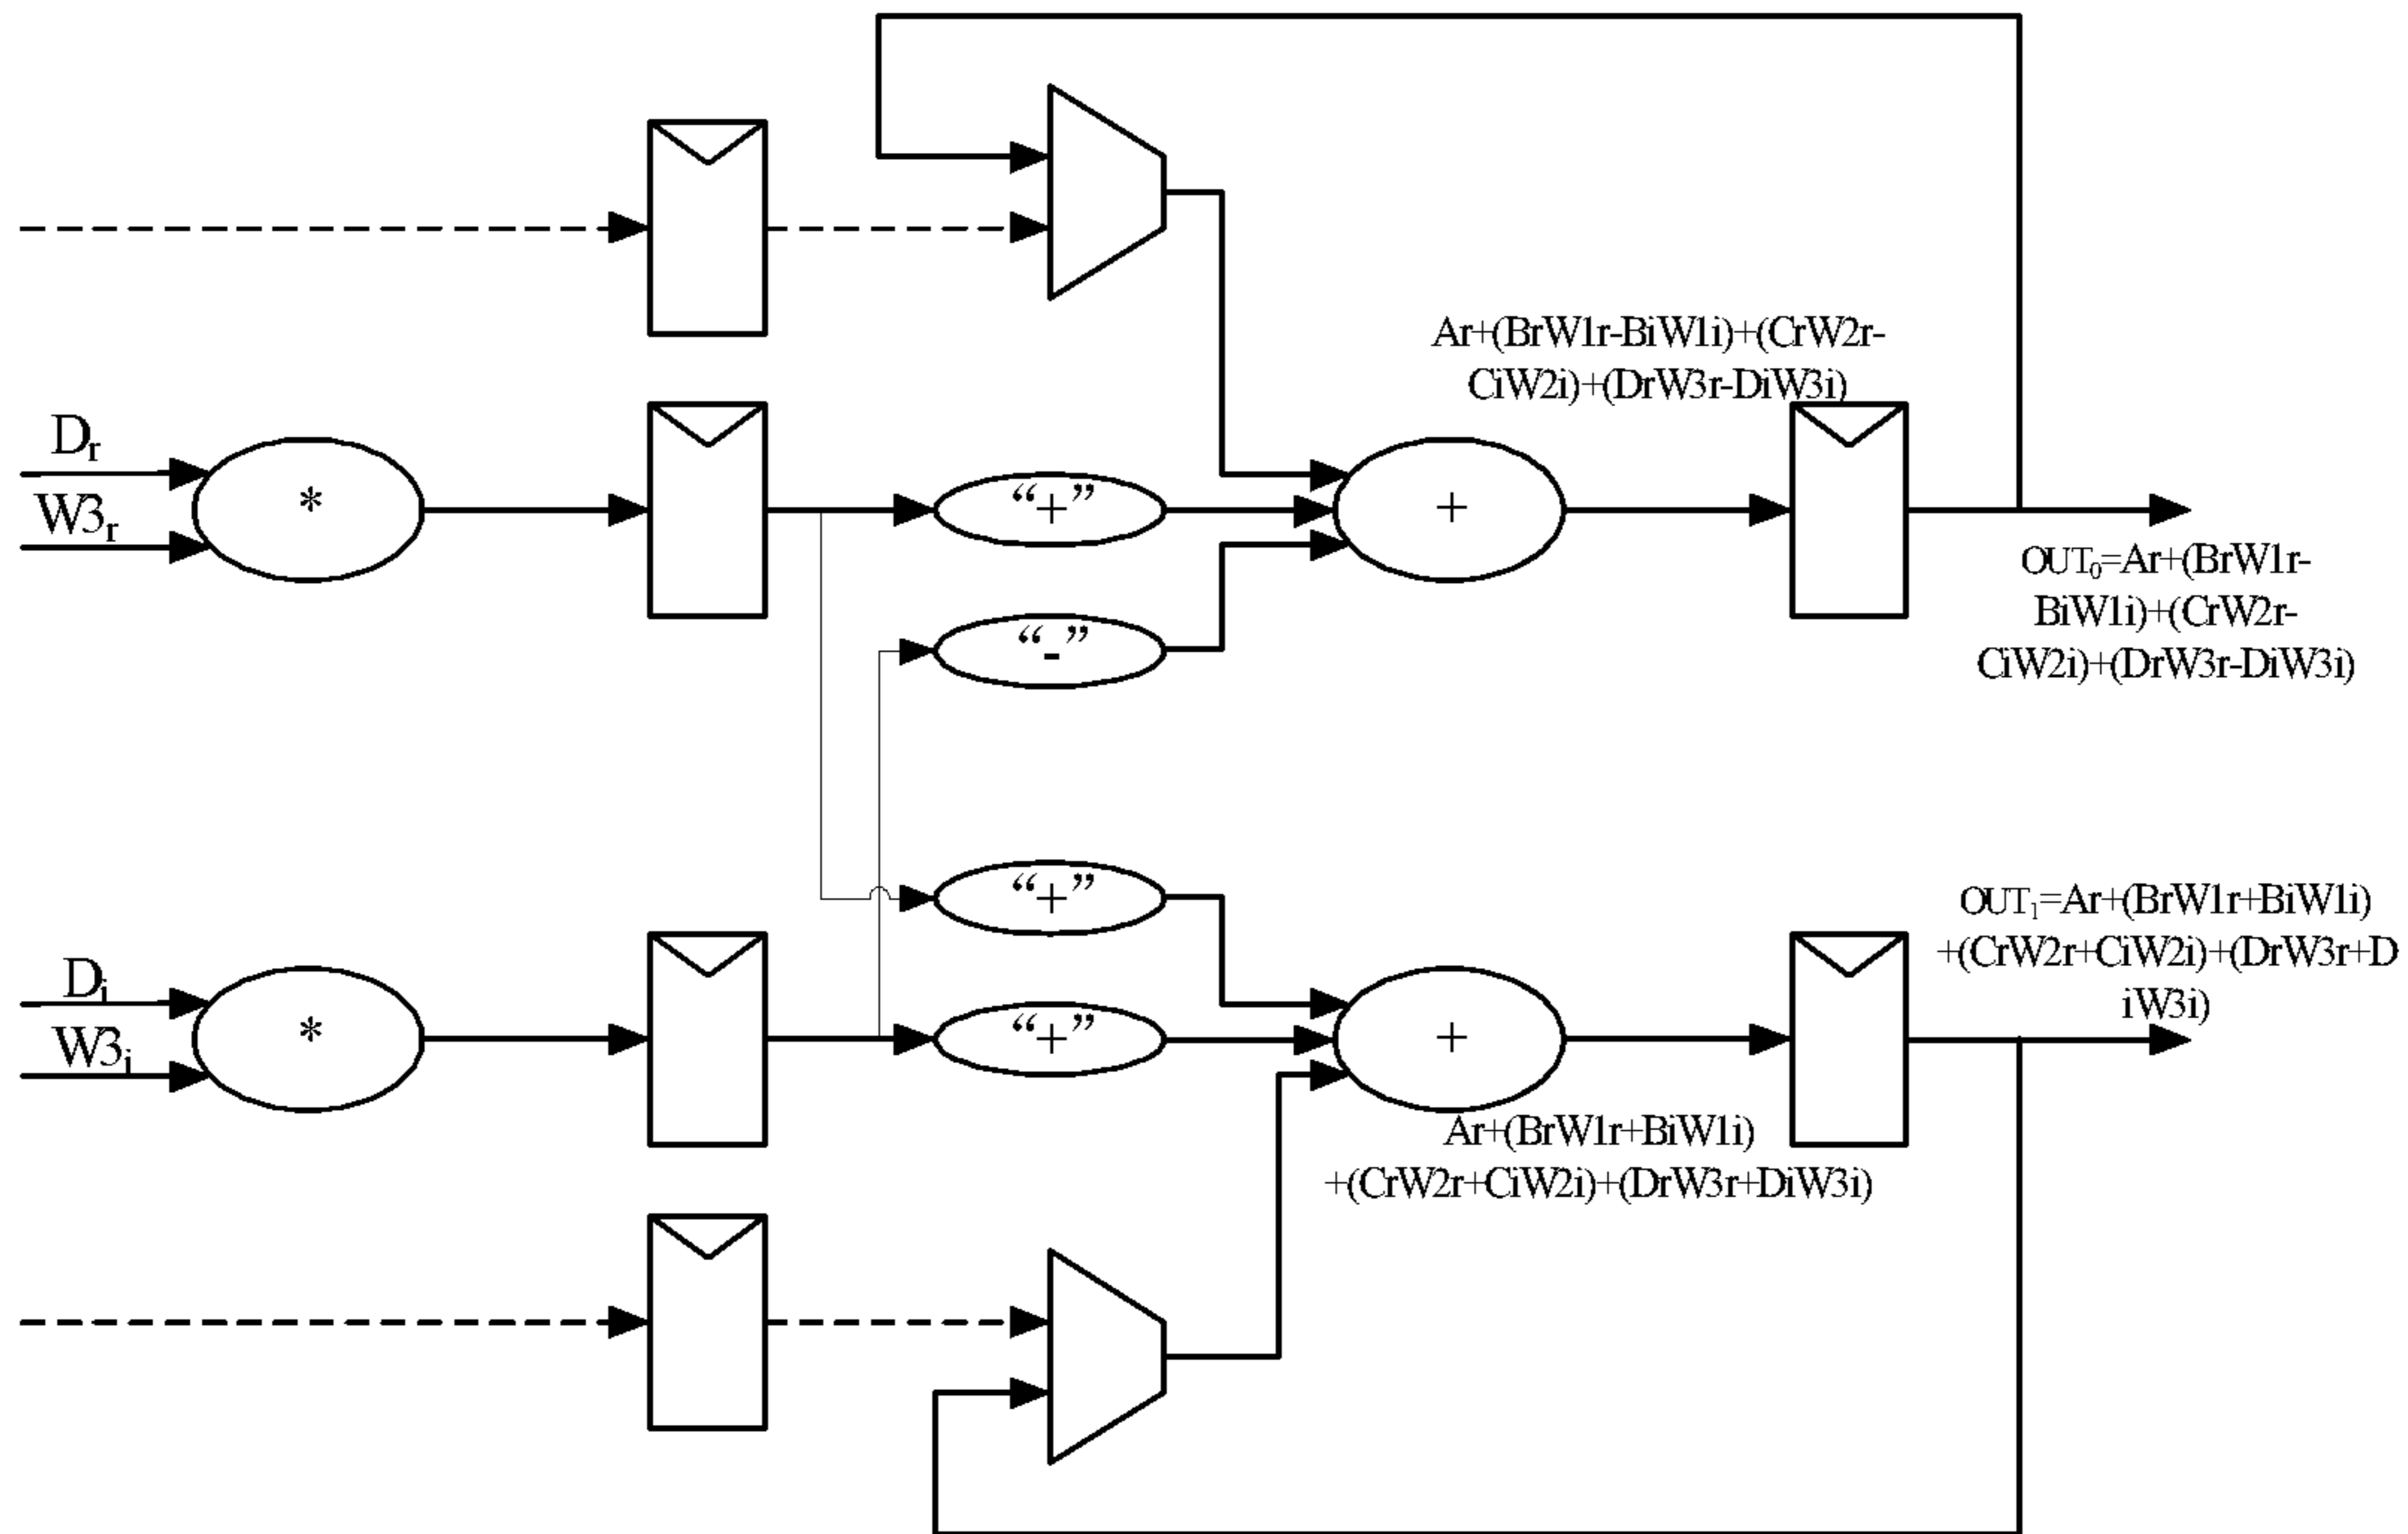 Ar+(BrW1r-BiW1i)+(CrW2r-
CiW2i)+(DrW3r-DiW3i)
Dr
W3r
*
“+”
+
“-”
OUT0=Ar+(BrW1r-
BiW1i)+(CrW2r-
CiW2i)+(DrW3r-DiW3i)
“+”
OUT1=Ar+(BrW1r+BiW1i)
+(CrW2r+CiW2i)+(DrW3r+D
iW3i)
Di
W3i
*
“+”
+
Ar+(BrW1r+BiW1i)
+(CrW2r+CiW2i)+(DrW3r+DiW3i)